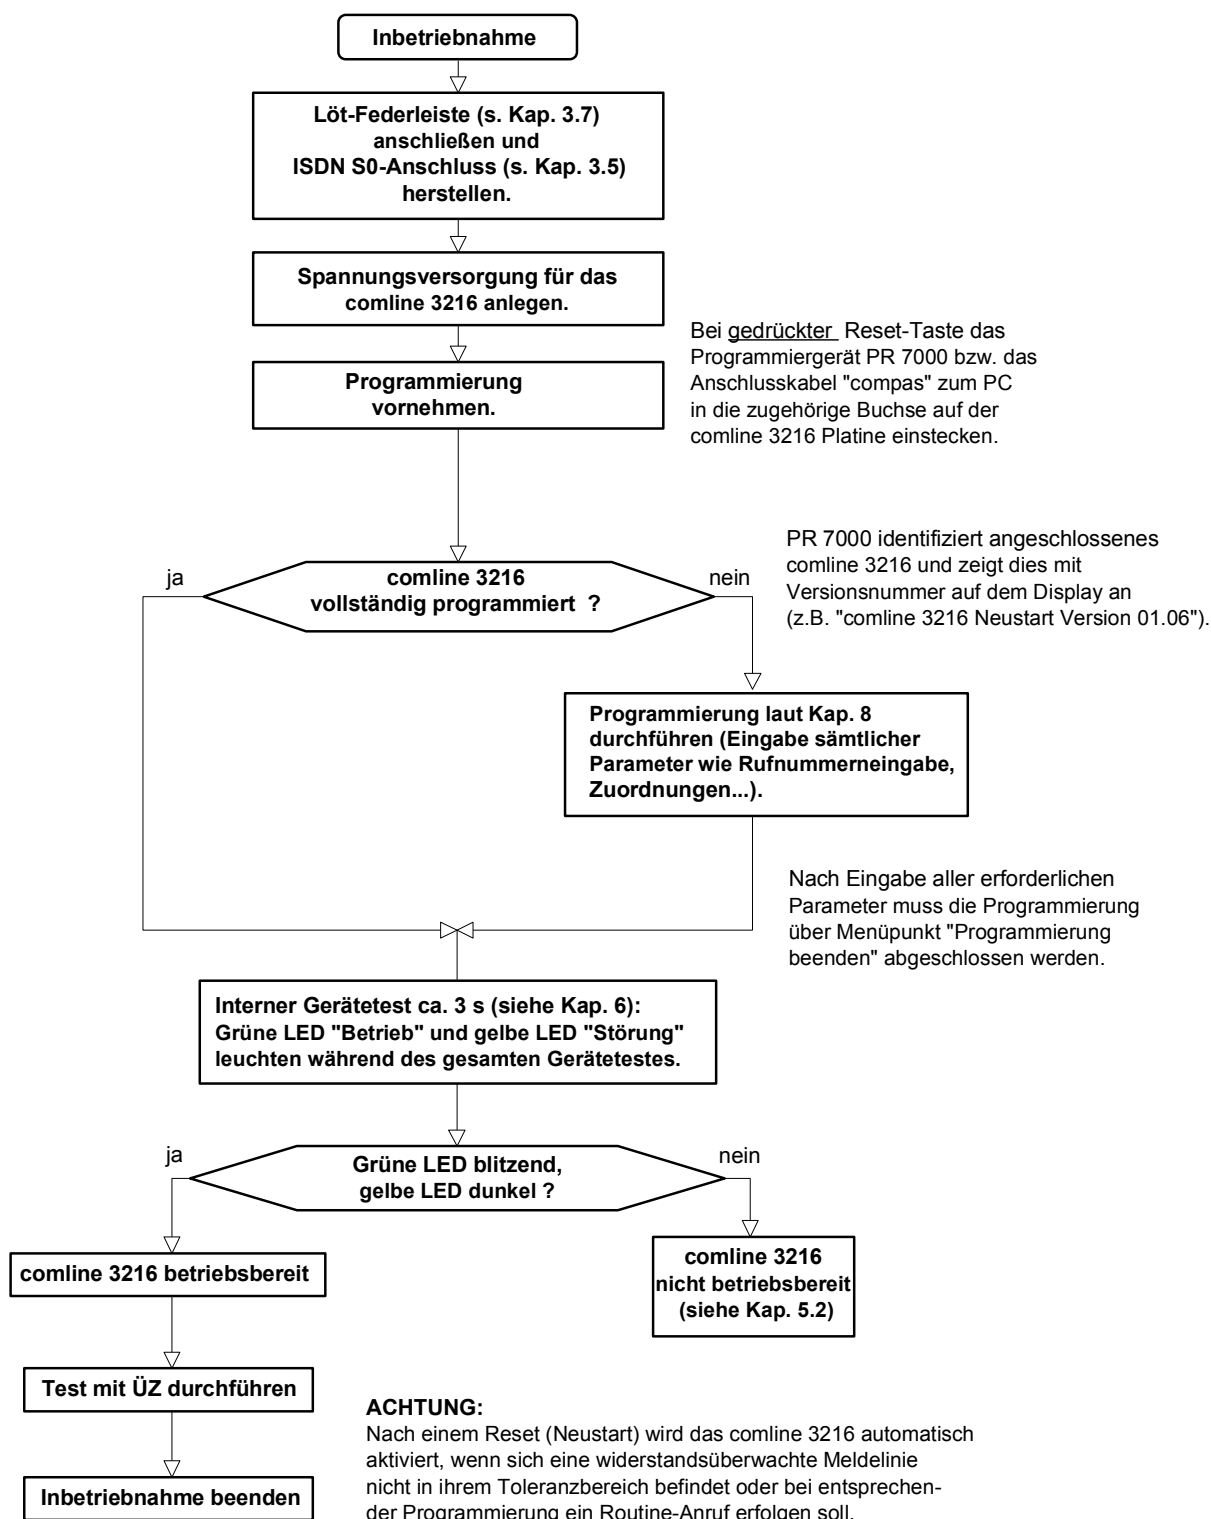 Inbetriebnahme
Löt-Federleiste (s. Kap. 3.7)
anschließen und
ISDN S0-Anschluss (s. Kap. 3.5)
herstellen.
Spannungsversorgung für das
comline 3216 anlegen.
Programmierung
vornehmen.
Bei gedrückter Reset-Taste das
Programmiergerät PR 7000 bzw. das
Anschlusskabel "compas" zum PC
in die zugehörige Buchse auf der
comline 3216 Platine einstecken.
ja
comline 3216
vollständig programmiert ?
nein
PR 7000 identifiziert angeschlossenes
comline 3216 und zeigt dies mit
Versionsnummer auf dem Display an
(z.B. "comline 3216 Neustart Version 01.06").
Programmierung laut Kap. 8
durchführen (Eingabe sämtlicher
Parameter wie Rufnummerneingabe,
Zuordnungen...).
Nach Eingabe aller erforderlichen
Parameter muss die Programmierung
über Menüpunkt "Programmierung
beenden" abgeschlossen werden.
Interner Gerätetest ca. 3 s (siehe Kap. 6):
Grüne LED "Betrieb" und gelbe LED "Störung"
leuchten während des gesamten Gerätetestes.
ja
Grüne LED blitzend,
gelbe LED dunkel ?
nein
comline 3216 betriebsbereit
comline 3216
nicht betriebsbereit
(siehe Kap. 5.2)
Test mit ÜZ durchführen
Inbetriebnahme beenden
ACHTUNG:
Nach einem Reset (Neustart) wird das comline 3216 automatisch
aktiviert, wenn sich eine widerstandsüberwachte Meldelinie
nicht in ihrem Toleranzbereich befindet oder bei entsprechen-
der Programmierung ein Routine-Anruf erfolgen soll.